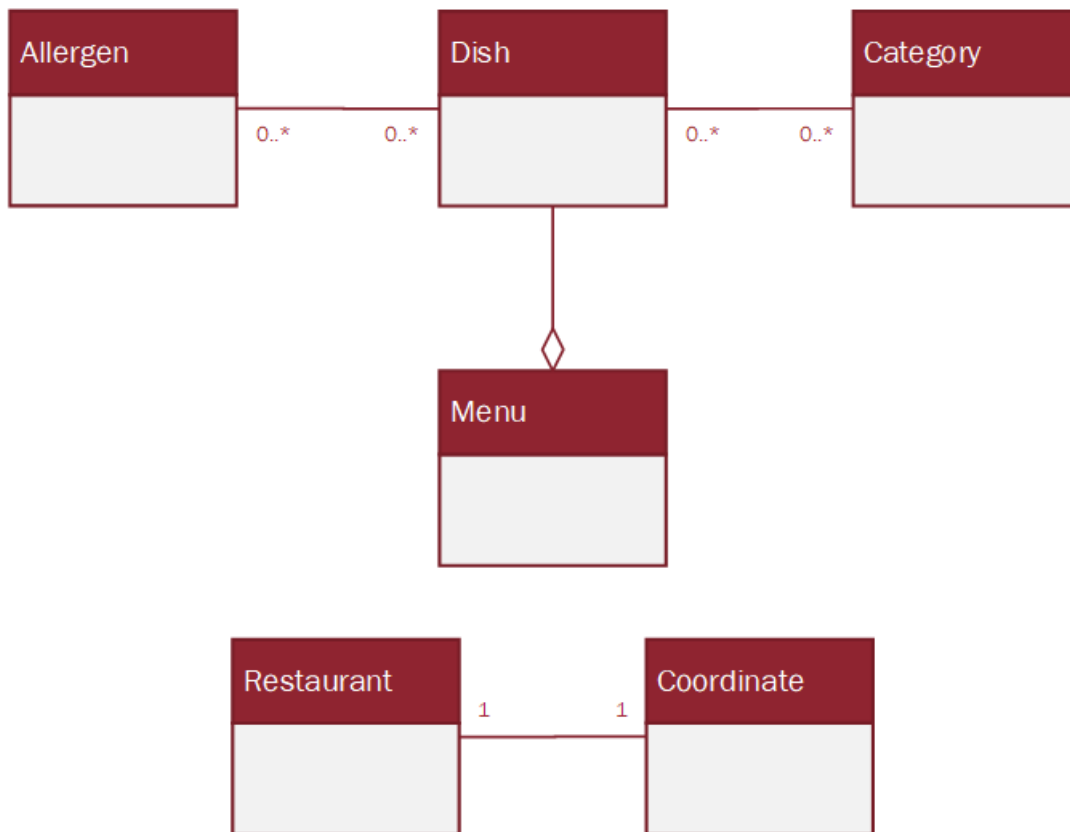 Allergen
Dish
Category
0..*
0..*
0..*
0..*
Menu
Restaurant
Coordinate
1
1